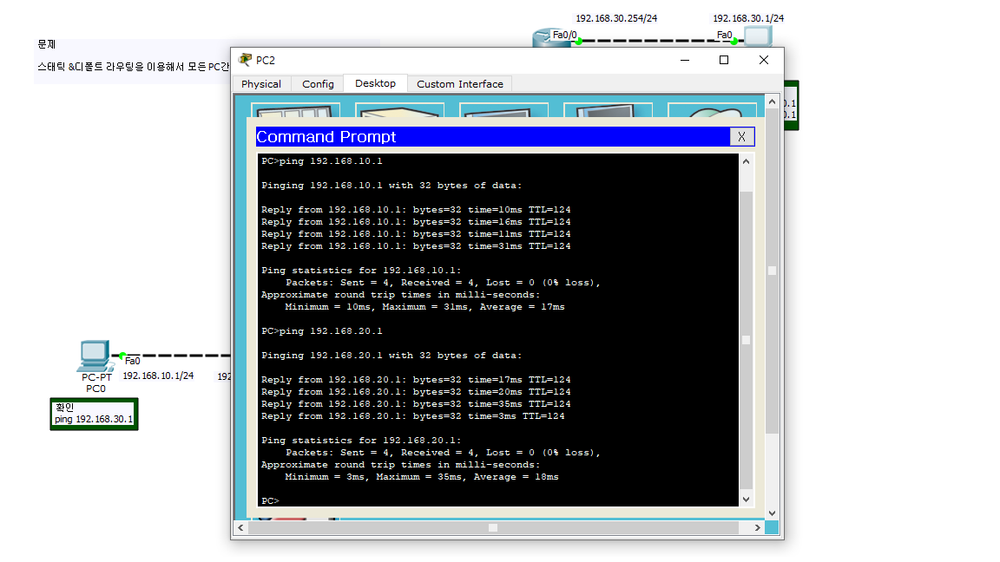 192.168.30.254/24
192.168.30.1/24
Fa0/0
Fa0
문제
스태틱 &디폴트 라우팅을 이용해서 모든 PC간
PC2
Physical
Config
Desktop
Custom Interface
0.1
0.1
Command Prompt
X
PC>ping 192.168.10.1
Pinging 192.168.10.1 with 32 bytes of data:
Reply from 192.168.10.1: bytes=32 time=10ms TTL=124
Reply from 192.168.10.1: bytes=32 time=16ms TTL=124
Reply from 192.168.10.1: bytes=32 time=11ms TTL=124
Reply from 192.168.10.1: bytes=32 time=31ms TTL=124
Ping statistics for 192.168.10.1:
Packets: Sent = 4, Received = 4, Lost = 0 (0% loss),
Approximate round trip times in milli-seconds:
Minimum = 10ms, Maximum = 31ms, Average = 17ms
PC>ping 192.168.20.1
Pinging 192.168.20.1 with 32 bytes of data:
Reply from 192.168.20.1: bytes=32 time=17ms TTL=124
Reply from 192.168.20.1: bytes=32 time=20ms TTL=124
Reply from 192.168.20.1: bytes=32 time=35ms TTL=124
Reply from 192.168.20.1: bytes=32 time=3ms TTL=124
Ping statistics for 192.168.20.1:
Packets: Sent = 4, Received = 4, Lost = 0 (0% loss),
Approximate round trip times in milli-seconds:
Minimum = 3ms, Maximum = 35ms, Average = 18ms
PC>
Fa0
192.168.10.1/24
192
PC-PT
PC0
확인
ping 192.168.30.1